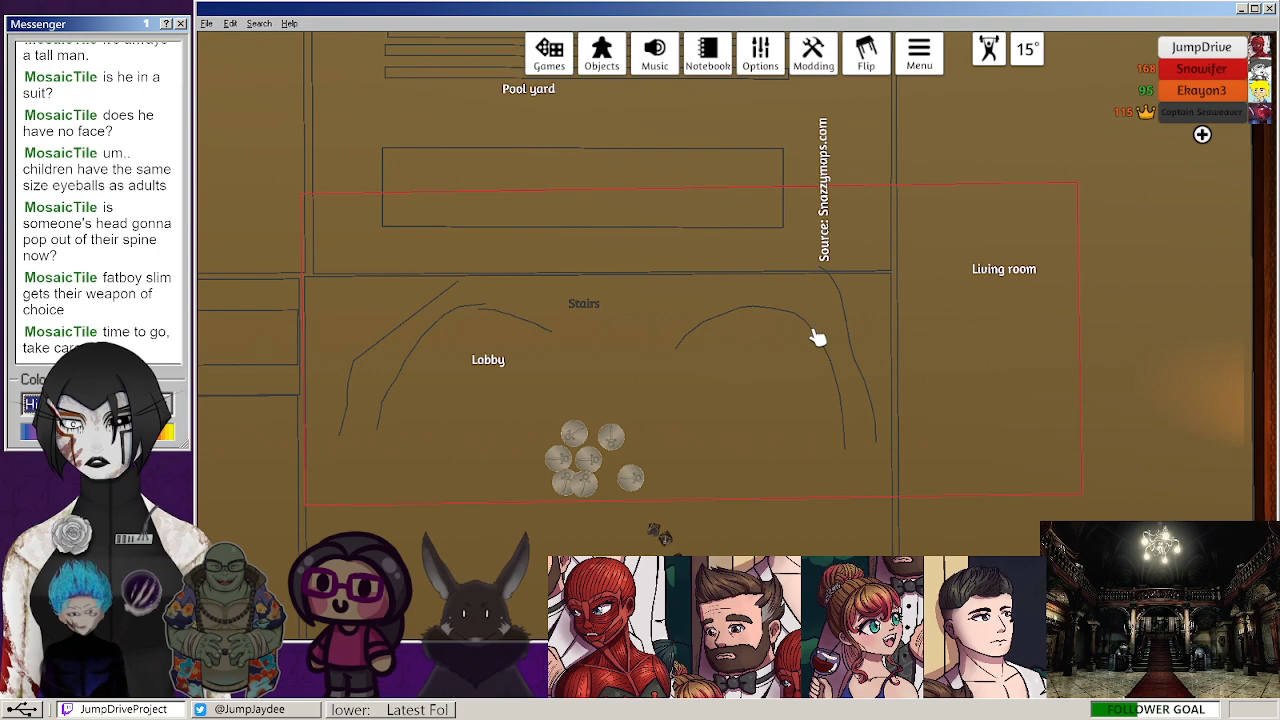 Messenger
1
?
MosaicTile
a tall man.
MosaicTile is he in a
suit?
MosaicTile does he
have no face?
MosaicTile um..
children have the same
size eyeballs as adults
MosaicTile is
someone's head gonna
pop out of their spine
now?
MosaicTile fatboy slim
gets their weapon of
choice
MosaicTile time to go,
File Edit Search Help
Games
Objects
Music
Notebook
Options
Modding
Flip
Menu
15°
JumpDrive
168 Snowifer
95 Ekayon3
115 Captain Seaweaver
Pool yard
Source: Snazzymaps.com
Living room
Stairs
Lobby
JumpDriveProject
@JumpJaydee
lower: Latest Fol
FOLLOWER GOAL